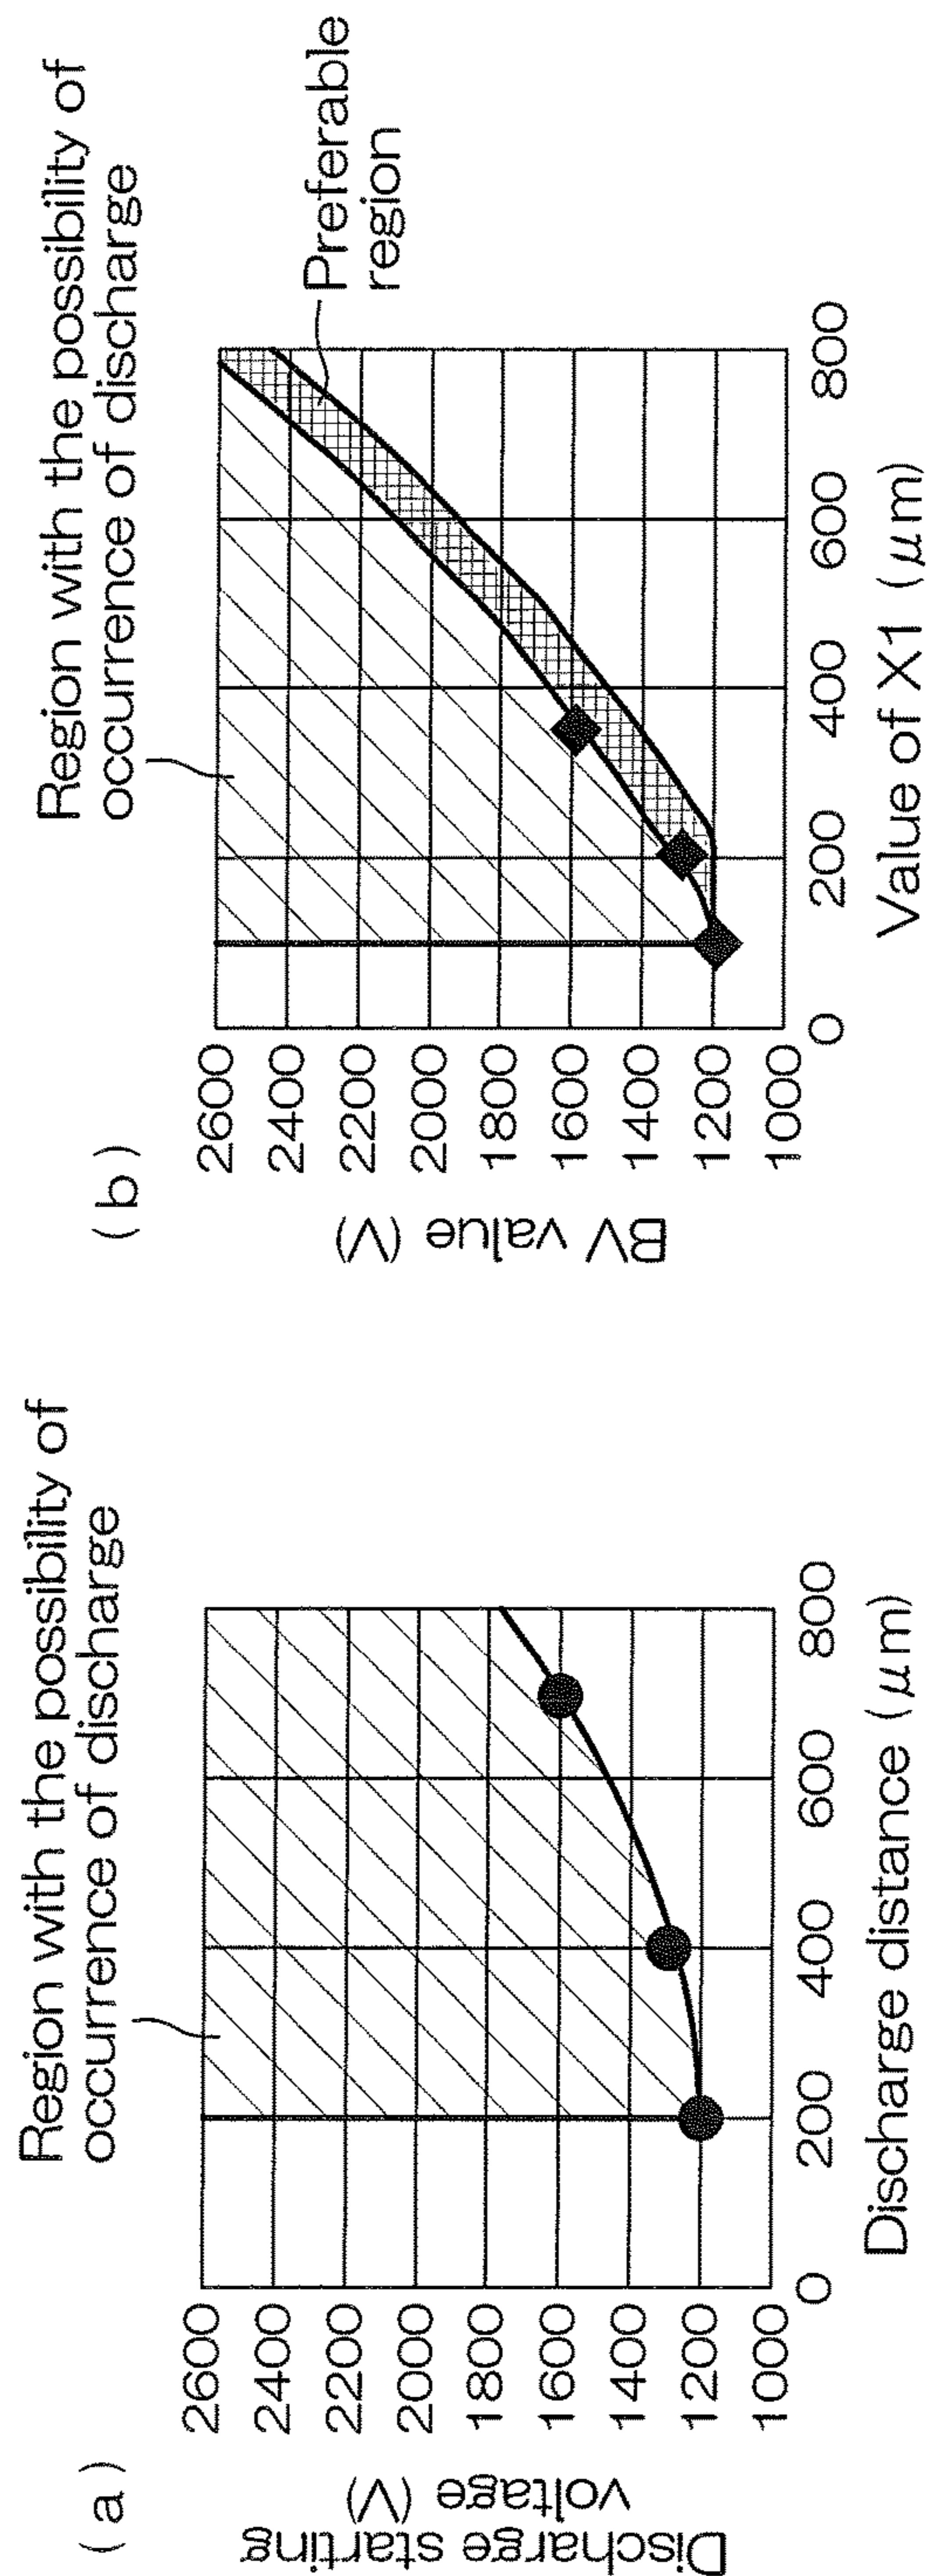 ( a )
Region with the possibility of
occurrence of discharge
Discharge starting
voltage (V)
2600
2400
2200
2000
1800
1600
1400
1200
1000
0 200 400 600 800
Discharge distance (μm)
( b )
Region with the possibility of
occurrence of discharge
Preferable
region
BV value (V)
2600
2400
2200
2000
1800
1600
1400
1200
1000
0 200 400 600 800
Value of X1 (μm)